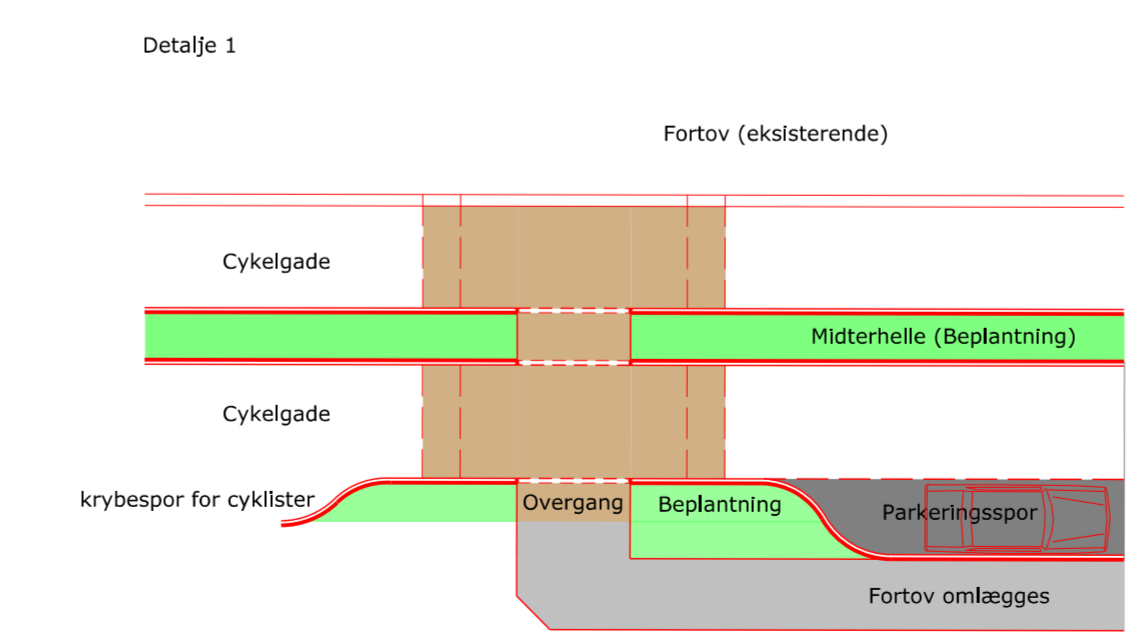 Detalje 1
Fortov (eksisterende)
Cykelgade
Midterhelle (Beplantning)
Cykelgade
krybespor for cyklister
Overgang
Beplantning
Parkeringsspor
Fortov omlægges